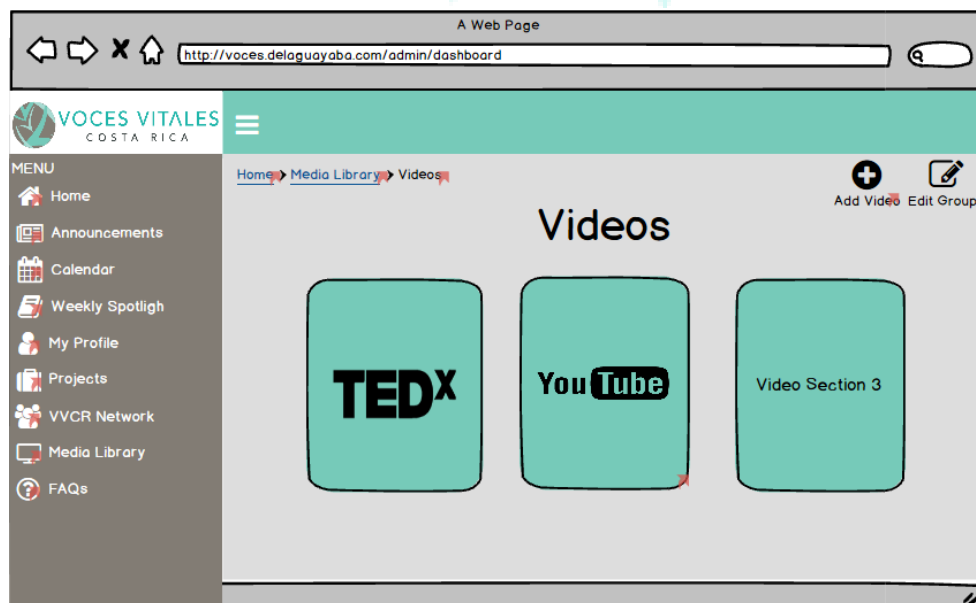 A Web Page
http://voces.delaguayaba.com/admin/dashboard
VOCES VITALES
COSTA RICA
MENU
Home
Announcements
Calendar
Weekly Spotligh
My Profile
Projects
VVCR Network
Media Library
FAQs
Home > Media Library > Videos
Add Video Edit Group
Videos
TEDx
YouTube
Video Section 3